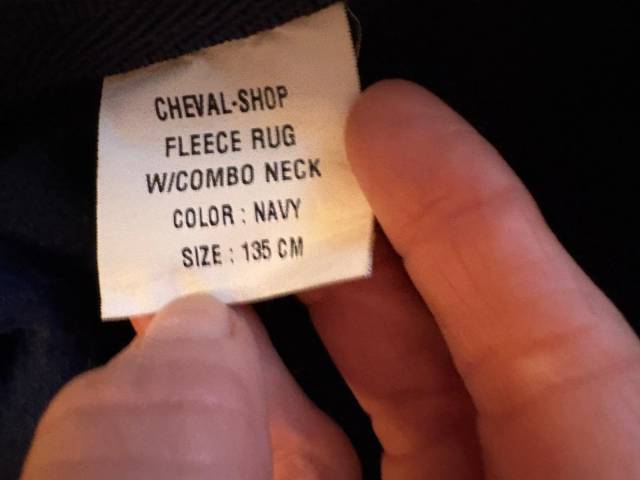 CHEVAL-SHOP
FLEECE RUG
W/COMBO NECK
COLOR : NAVY
SIZE : 135 CM